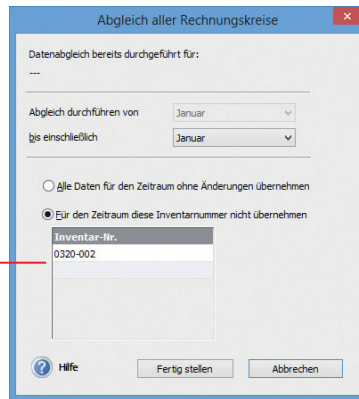 Abgleich aller Rechnungskreise
Datenabgleich bereits durchgeführt für:
---
Abgleich durchführen von Januar
bis einschließlich Januar
Alle Daten für den Zeitraum ohne Änderungen übernehmen
Für den Zeitraum diese Inventarnummer nicht übernehmen
Inventar-Nr.
0320-002
Hilfe Fertig stellen Abbrechen